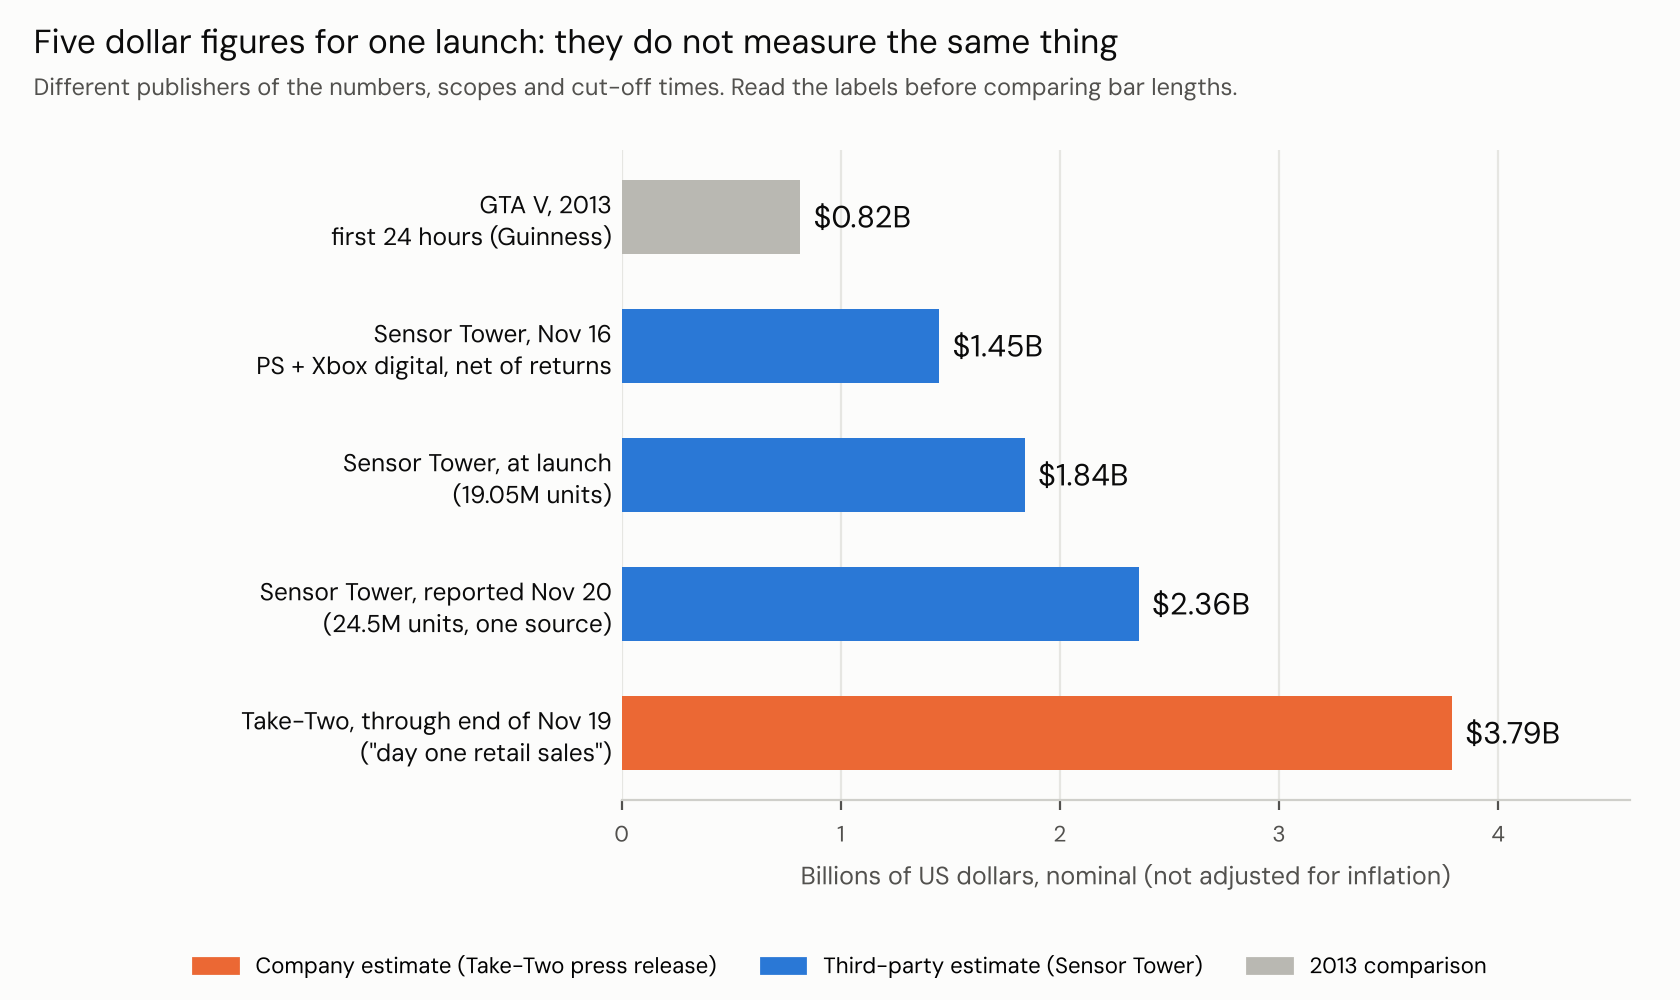 Five dollar figures for one launch: they do not measure the same thing
Different publishers of the numbers, scopes and cut-off times. Read the labels before comparing bar lengths.
GTA V, 2013
first 24 hours (Guinness)
$0.82B
Sensor Tower, Nov 16
PS + Xbox digital, net of returns
$1.45B
Sensor Tower, at launch
(19.05M units)
$1.84B
Sensor Tower, reported Nov 20
(24.5M units, one source)
$2.36B
Take-Two, through end of Nov 19
("day one retail sales")
$3.79B
0 1 2 3 4
Billions of US dollars, nominal (not adjusted for inflation)
Company estimate (Take-Two press release) Third-party estimate (Sensor Tower) 2013 comparison